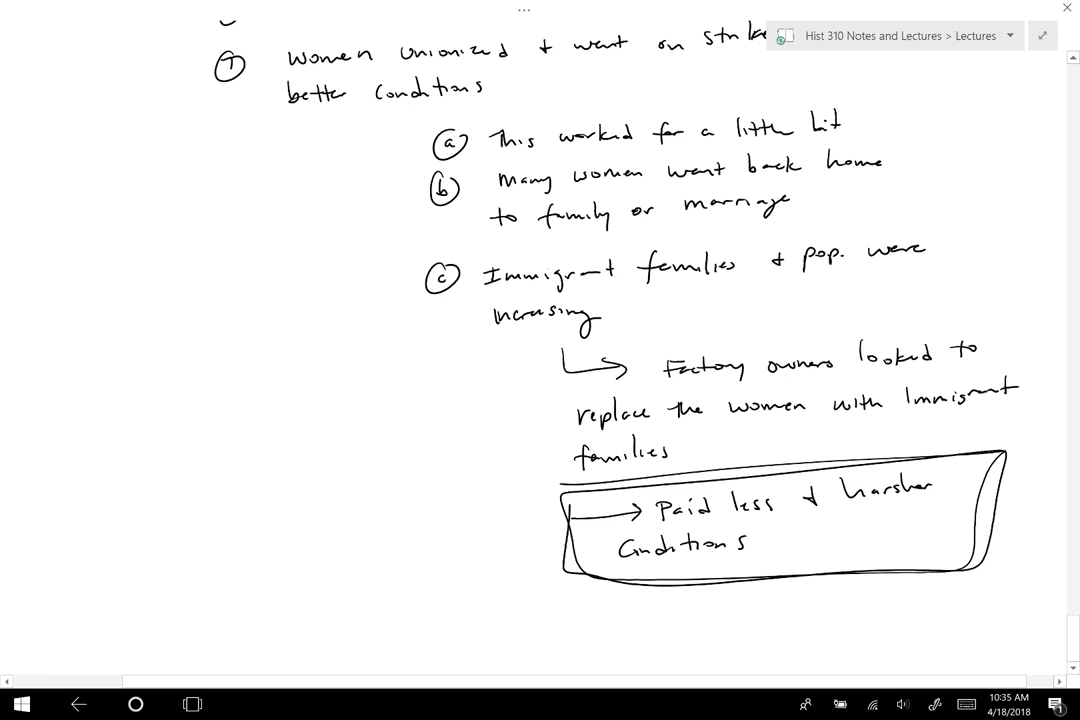 Hist 310 Notes and Lectures > Lectures
⑦ Women unionized + went on strike
better conditions
ⓐ This worked for a little bit
ⓑ Many women went back home
to family or marriage
ⓒ Immigrant families + pop. were
increasing
↳ Factory owners looked to
replace the women with Immigrant
families
→ Paid less + harsher
Conditions
10:35 AM
4/18/2018
1